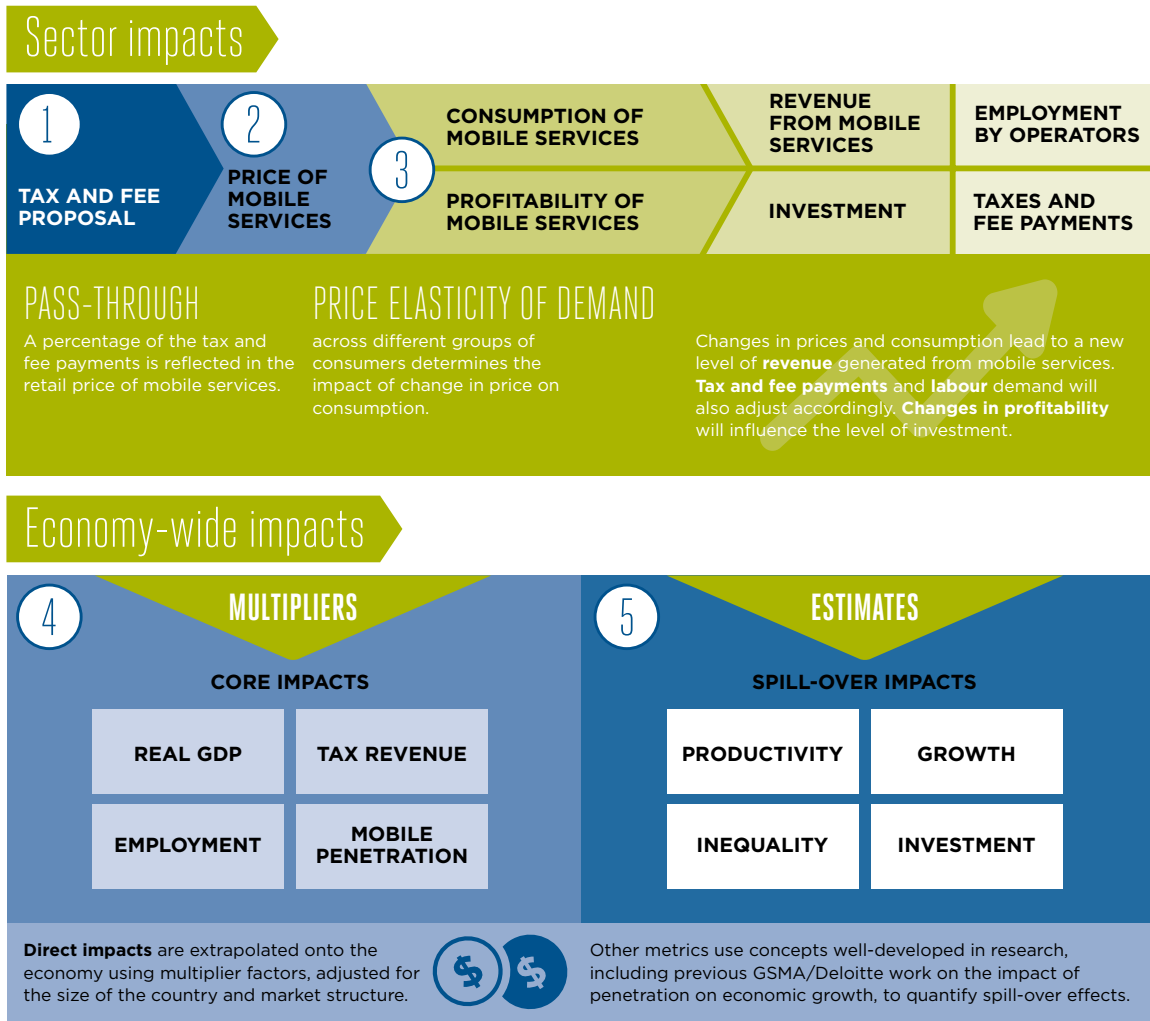 Sector impacts
1
TAX AND FEE
PROPOSAL
2
PRICE OF
MOBILE
SERVICES
3
CONSUMPTION OF
MOBILE SERVICES
PROFITABILITY OF
MOBILE SERVICES
REVENUE
FROM MOBILE
SERVICES
INVESTMENT
EMPLOYMENT
BY OPERATORS
TAXES AND
FEE PAYMENTS
PASS-THROUGH
A percentage of the tax and
fee payments is reflected in the
retail price of mobile services.
PRICE ELASTICITY OF DEMAND
across different groups of
consumers determines the
impact of change in price on
consumption.
Changes in prices and consumption lead to a new
level of revenue generated from mobile services.
Tax and fee payments and labour demand will
also adjust accordingly. Changes in profitability
will influence the level of investment.
Economy-wide impacts
4
MULTIPLIERS
CORE IMPACTS
REAL GDP
TAX REVENUE
EMPLOYMENT
MOBILE
PENETRATION
Direct impacts are extrapolated onto the
economy using multiplier factors, adjusted for
the size of the country and market structure.
$ $
5
ESTIMATES
SPILL-OVER IMPACTS
PRODUCTIVITY
GROWTH
INEQUALITY
INVESTMENT
Other metrics use concepts well-developed in research,
including previous GSMA/Deloitte work on the impact of
penetration on economic growth, to quantify spill-over effects.